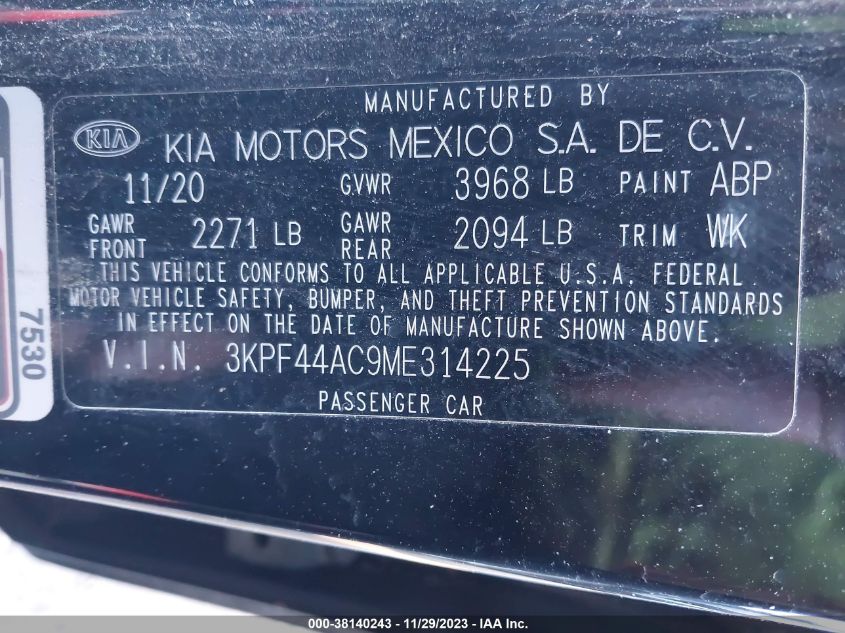 MANUFACTURED BY
KIA KIA MOTORS MEXICO S.A. DE C.V.
11/20 GVWR 3968 LB PAINT ABP
GAWR FRONT 2271 LB GAWR REAR 2094 LB TRIM WK
THIS VEHICLE CONFORMS TO ALL APPLICABLE U.S.A. FEDERAL
MOTOR VEHICLE SAFETY, BUMPER, AND THEFT PREVENTION STANDARDS
IN EFFECT ON THE DATE OF MANUFACTURE SHOWN ABOVE.
V.I.N. 3KPF44AC9ME314225
PASSENGER CAR
7530
000-38140243 - 11/29/2023 - IAA Inc.